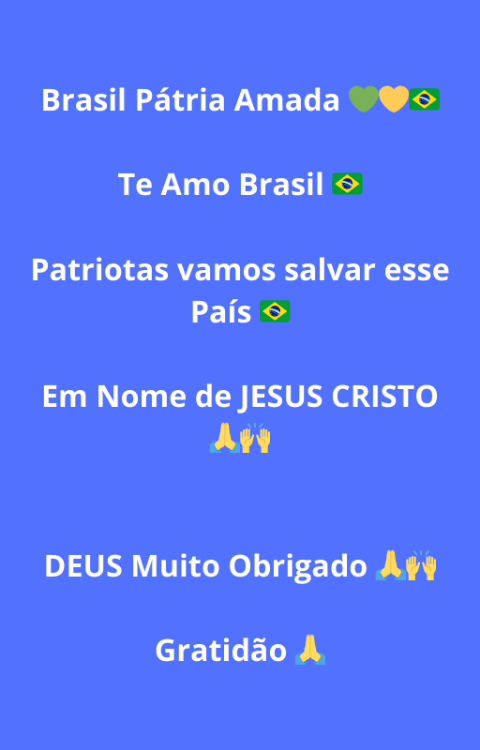 Brasil Pátria Amada 💚💛🇧🇷
Te Amo Brasil 🇧🇷
Patriotas vamos salvar esse
País 🇧🇷
Em Nome de JESUS CRISTO
🙏🙌
DEUS Muito Obrigado 🙏🙌
Gratidão 🙏